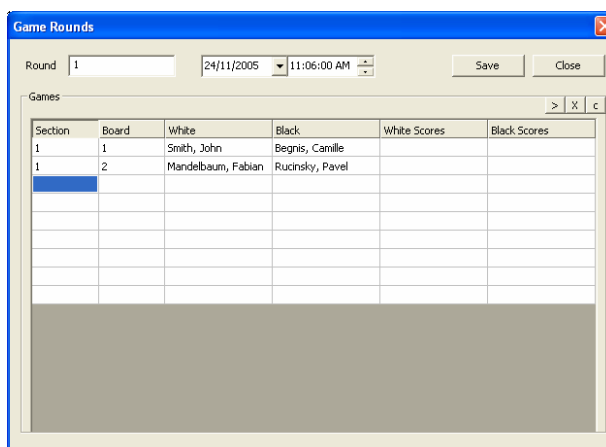 Game Rounds
Round 1 24/11/2005 11:06:00 AM Save Close
Games
> X c
Section Board White Black White Scores Black Scores
1 1 Smith, John Begnis, Camille
1 2 Mandelbaum, Fabian Rucinsky, Pavel